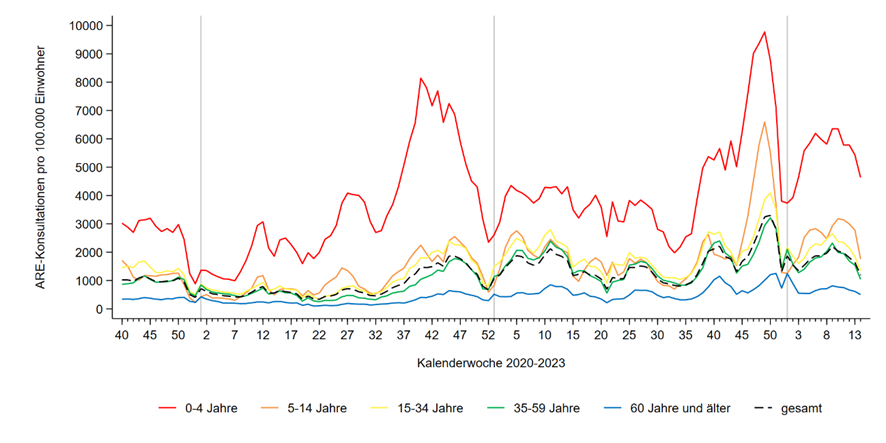 ARE-Konsultationen pro 100.000 Einwohner
10000
9000
8000
7000
6000
5000
4000
3000
2000
1000
0
40 45 50 2 7 12 17 22 27 32 37 42 47 52 5 10 15 20 25 30 35 40 45 50 3 8 13
Kalenderwoche 2020-2023
0-4 Jahre 5-14 Jahre 15-34 Jahre 35-59 Jahre 60 Jahre und älter gesamt